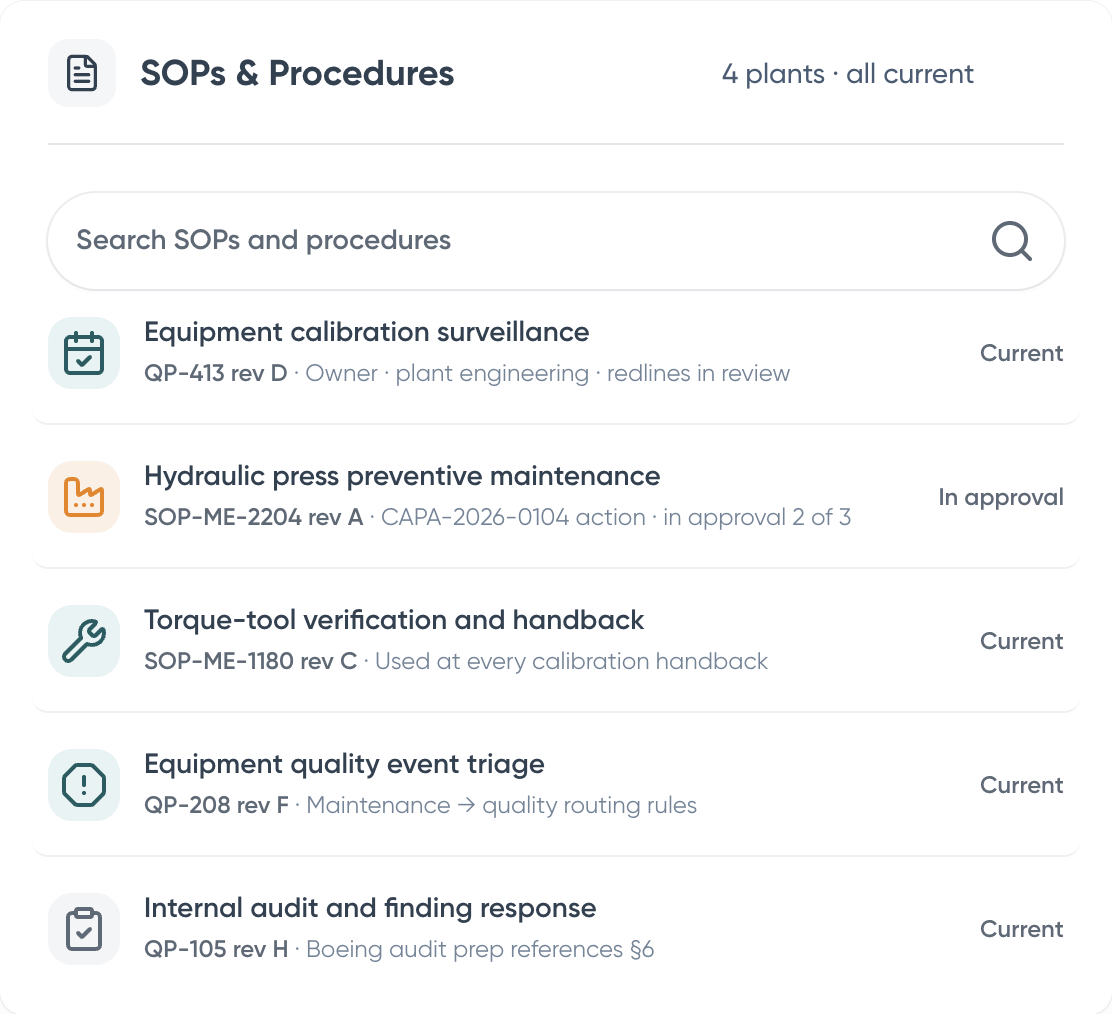 SOPs & Procedures
4 plants · all current
Search SOPs and procedures
Equipment calibration surveillance
QP-413 rev D · Owner · plant engineering · redlines in review
Current
Hydraulic press preventive maintenance
SOP-ME-2204 rev A · CAPA-2026-0104 action · in approval 2 of 3
In approval
Torque-tool verification and handback
SOP-ME-1180 rev C · Used at every calibration handback
Current
Equipment quality event triage
QP-208 rev F · Maintenance → quality routing rules
Current
Internal audit and finding response
QP-105 rev H · Boeing audit prep references §6
Current